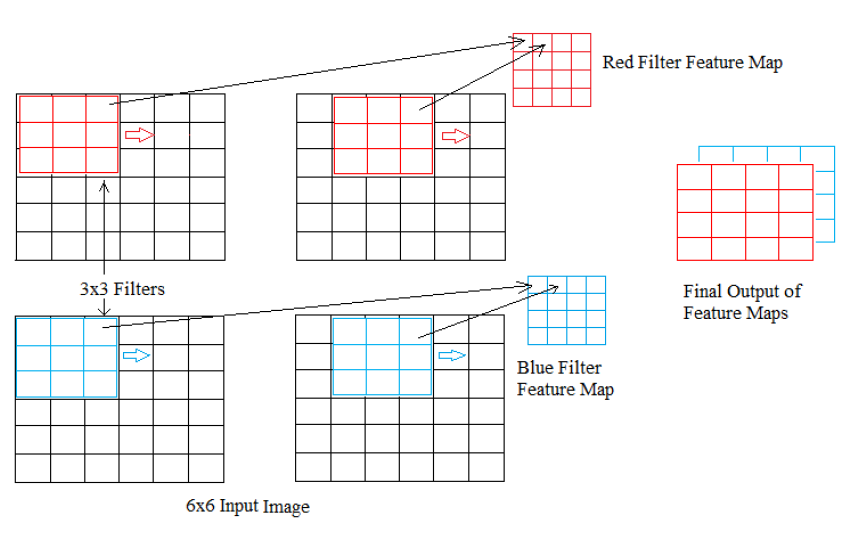 Red Filter Feature Map
3x3 Filters
Final Output of
Feature Maps
Blue Filter
Feature Map
6x6 Input Image